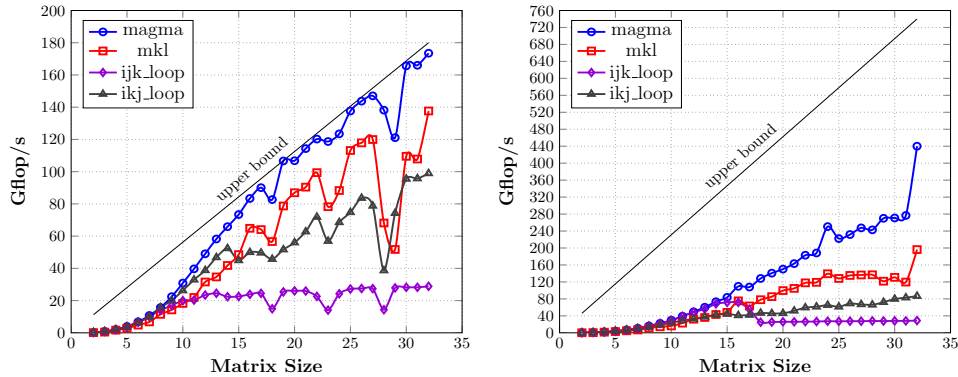 200
180
160
140
120
100
80
60
40
20
0
0 5 10 15 20 25 30 35
Gflop/s
Matrix Size
magma
mkl
ijk_loop
ikj_loop
upper bound
760
720
680
640
600
560
520
480
440
400
360
320
280
240
200
160
120
80
40
0
0 5 10 15 20 25 30 35
Gflop/s
Matrix Size
magma
mkl
ijk_loop
ikj_loop
upper bound